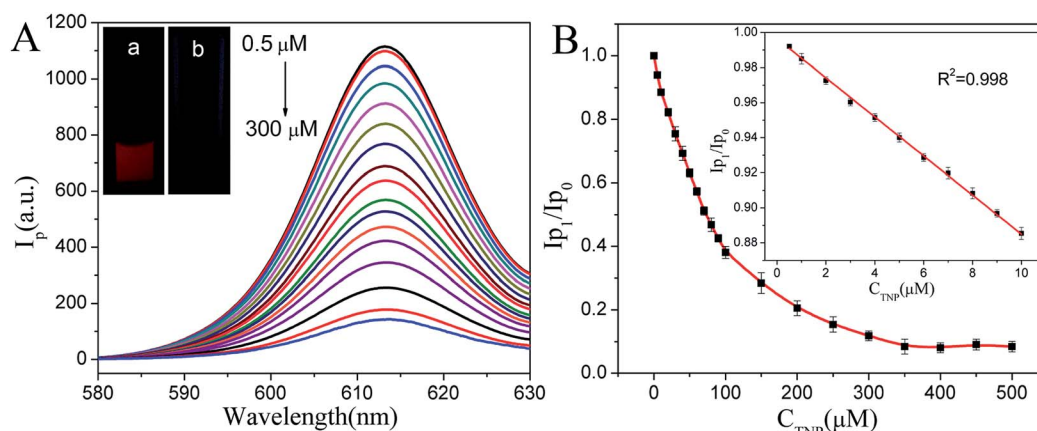 A
a
b
0.5 μM
300 μM
1200
1000
800
600
400
200
0
Ip(a.u.)
580
590
600
610
620
630
Wavelength(nm)
B
1.0
0.8
0.6
0.4
0.2
0.0
Ip1/Ip0
0
100
200
300
400
500
CTNP(μM)
R²=0.998
1.00
0.98
0.96
0.94
0.92
0.90
0.88
Ip1/Ip0
0
2
4
6
8
10
CTNP(μM)